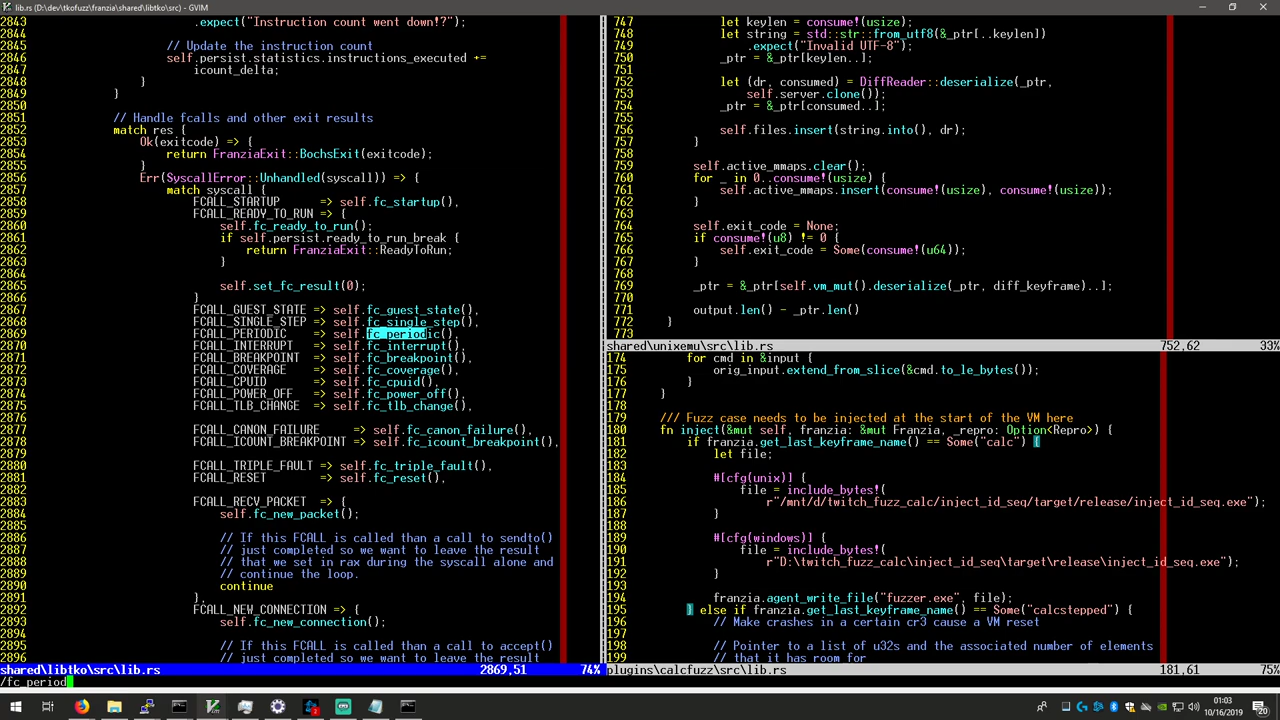 lib.rs (D:\dev\tkofuzz\franzia\shared\libtko\src) - GVIM
2843 .expect("Instruction count went down!?");
2844
2845 // Update the instruction count
2846 self.persist.statistics.instructions_executed +=
2847 icount_delta;
2848 }
2849 }
2850
2851 // Handle fcalls and other exit results
2852 match res {
2853 Ok(exitcode) => {
2854 return FranziaExit::BochsExit(exitcode);
2855 }
2856 Err(SyscallError::Unhandled(syscall)) => {
2857 match syscall {
2858 FCALL_STARTUP => self.fc_startup(),
2859 FCALL_READY_TO_RUN => {
2860 self.fc_ready_to_run();
2861 if self.persist.ready_to_run_break {
2862 return FranziaExit::ReadyToRun;
2863 }
2864
2865 self.set_fc_result(0);
2866 }
2867 FCALL_GUEST_STATE => self.fc_guest_state(),
2868 FCALL_SINGLE_STEP => self.fc_single_step(),
2869 FCALL_PERIODIC => self.fc_periodic(),
2870 FCALL_INTERRUPT => self.fc_interrupt(),
2871 FCALL_BREAKPOINT => self.fc_breakpoint(),
2872 FCALL_COVERAGE => self.fc_coverage(),
2873 FCALL_CPUID => self.fc_cpuid(),
2874 FCALL_POWER_OFF => self.fc_power_off(),
2875 FCALL_TLB_CHANGE => self.fc_tlb_change(),
2876
2877 FCALL_CANON_FAILURE => self.fc_canon_failure(),
2878 FCALL_ICOUNT_BREAKPOINT => self.fc_icount_breakpoint(),
2879
2880 FCALL_TRIPLE_FAULT => self.fc_triple_fault(),
2881 FCALL_RESET => self.fc_reset(),
2882
2883 FCALL_RECV_PACKET => {
2884 self.fc_new_packet();
2885
2886 // If this FCALL is called than a call to sendto()
2887 // just completed so we want to leave the result
2888 // that we set in rax during the syscall alone and
2889 // continue the loop.
2890 continue
2891 },
2892 FCALL_NEW_CONNECTION => {
2893 self.fc_new_connection();
2894
2895 // If this FCALL is called than a call to accept()
2896 // just completed so we want to leave the result
shared\libtko\src\lib.rs 2869,51 74%
/fc_period
747 let keylen = consume!(usize);
748 let string = std::str::from_utf8(&_ptr[..keylen])
749 .expect("Invalid UTF-8");
750 _ptr = &_ptr[keylen..];
751
752 let (dr, consumed) = DiffReader::deserialize(_ptr,
753 self.server.clone());
754 _ptr = &_ptr[consumed..];
755
756 self.files.insert(string.into(), dr);
757 }
758
759 self.active_mmaps.clear();
760 for _ in 0..consume!(usize) {
761 self.active_mmaps.insert(consume!(usize), consume!(usize));
762 }
763
764 self.exit_code = None;
765 if consume!(u8) != 0 {
766 self.exit_code = Some(consume!(u64));
767 }
768
769 _ptr = &_ptr[self.vm_mut().deserialize(_ptr, diff_keyframe)..];
770
771 output.len() - _ptr.len()
772 }
773
shared\unixemu\src\lib.rs 752,62 33%
174 for cmd in &input {
175 orig_input.extend_from_slice(&cmd.to_le_bytes());
176 }
177 }
178
179 /// Fuzz case needs to be injected at the start of the VM here
180 fn inject(&mut self, franzia: &mut Franzia, _repro: Option<Repro>) {
181 if franzia.get_last_keyframe_name() == Some("calc") {
182 let file;
183
184 #[cfg(unix)] {
185 file = include_bytes!(
186 r"/mnt/d/twitch_fuzz_calc/inject_id_seq/target/release/inject_id_seq.exe");
187 }
188
189 #[cfg(windows)] {
190 file = include_bytes!(
191 r"D:\twitch_fuzz_calc\inject_id_seq\target\release\inject_id_seq.exe");
192 }
193
194 franzia.agent_write_file("fuzzer.exe", file);
195 } else if franzia.get_last_keyframe_name() == Some("calcstepped") {
196 // Make crashes in a certain cr3 cause a VM reset
197
198 // Pointer to a list of u32s and the associated number of elements
199 // that it has room for
plugins\calcfuzz\src\lib.rs 181,61 75%
01:03
10/16/2019
20